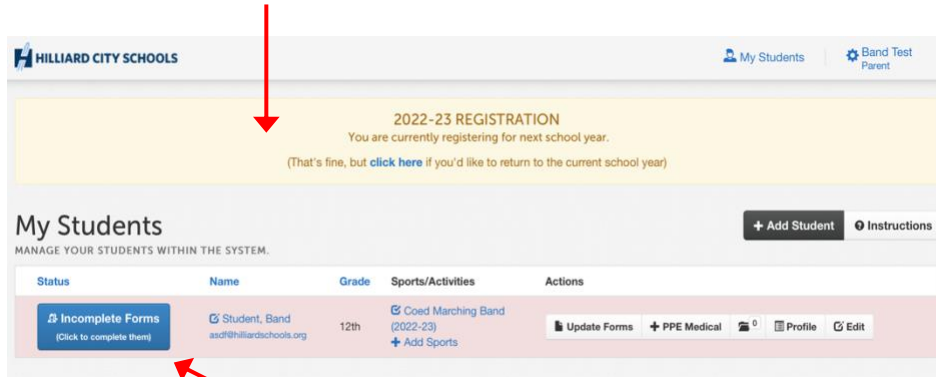 HILLIARD CITY SCHOOLS
My Students
Band Test
Parent
2022-23 REGISTRATION
You are currently registering for next school year.
(That's fine, but click here if you'd like to return to the current school year)
My Students
+ Add Student
Instructions
MANAGE YOUR STUDENTS WITHIN THE SYSTEM.
Status Name Grade Sports/Activities Actions
Incomplete Forms
(Click to complete them)
Student, Band
asdf@hilliardschools.org
12th
Coed Marching Band
(2022-23)
+ Add Sports
Update Forms + PPE Medical 0 Profile Edit